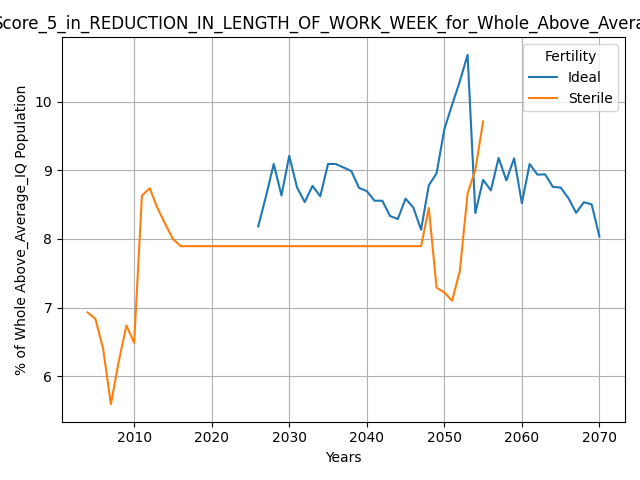 Score_5_in_REDUCTION_IN_LENGTH_OF_WORK_WEEK_for_Whole_Above_Avera
Fertility
Ideal
Sterile
% of Whole Above_Average_IQ Population
10
9
8
7
6
2010 2020 2030 2040 2050 2060 2070
Years